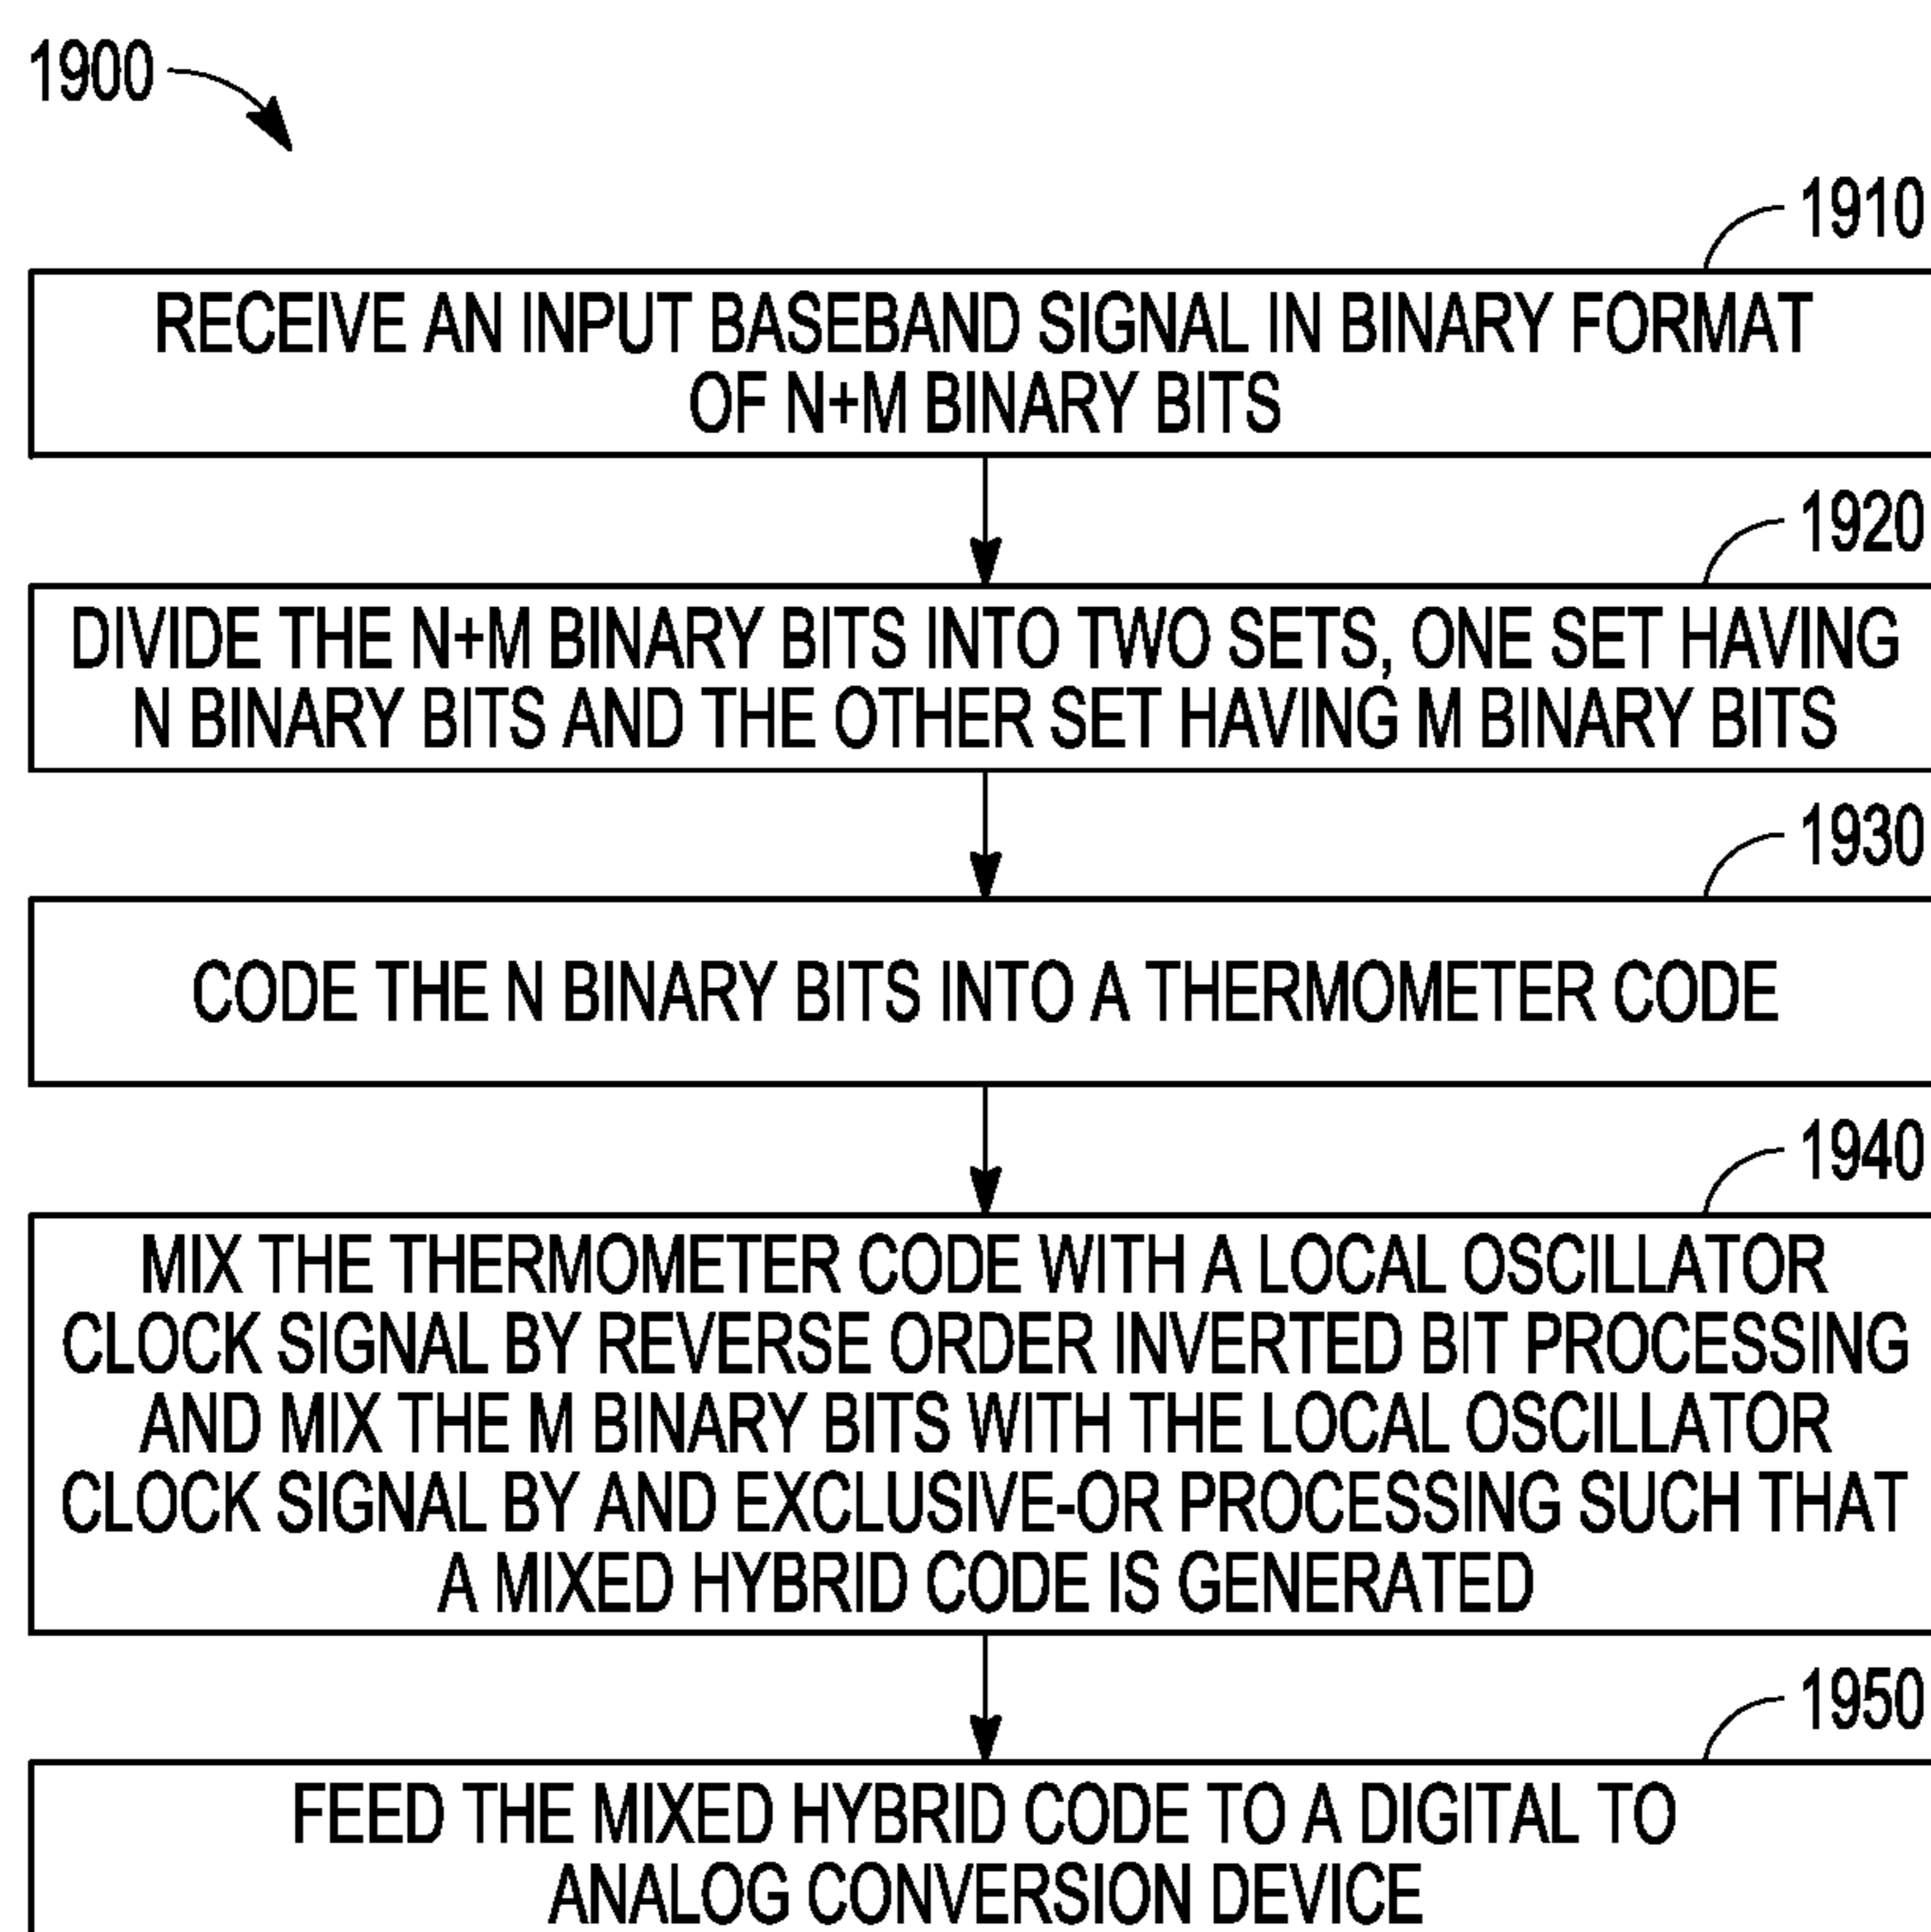 1900
1910
RECEIVE AN INPUT BASEBAND SIGNAL IN BINARY FORMAT
OF N+M BINARY BITS
1920
DIVIDE THE N+M BINARY BITS INTO TWO SETS, ONE SET HAVING
N BINARY BITS AND THE OTHER SET HAVING M BINARY BITS
1930
CODE THE N BINARY BITS INTO A THERMOMETER CODE
1940
MIX THE THERMOMETER CODE WITH A LOCAL OSCILLATOR
CLOCK SIGNAL BY REVERSE ORDER INVERTED BIT PROCESSING
AND MIX THE M BINARY BITS WITH THE LOCAL OSCILLATOR
CLOCK SIGNAL BY AND EXCLUSIVE-OR PROCESSING SUCH THAT
A MIXED HYBRID CODE IS GENERATED
1950
FEED THE MIXED HYBRID CODE TO A DIGITAL TO
ANALOG CONVERSION DEVICE